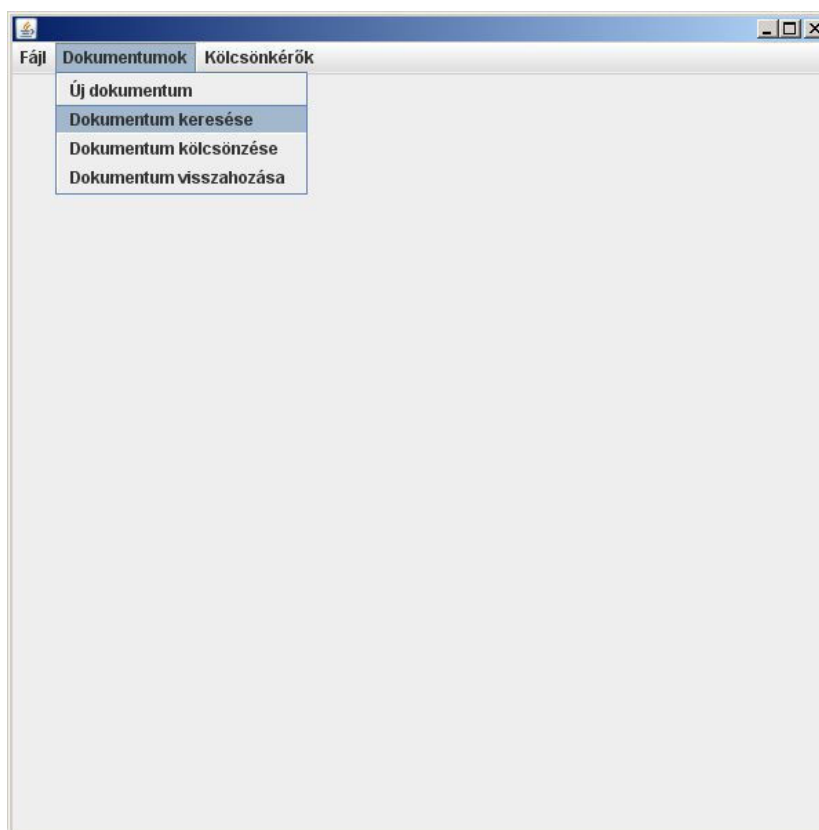 Fájl Dokumentumok Kölcsönkérők
Új dokumentum
Dokumentum keresése
Dokumentum kölcsönzése
Dokumentum visszahozása